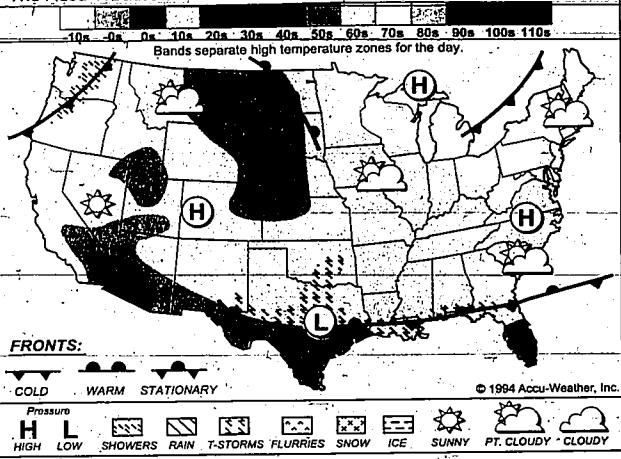 -10s -0s 0s 10s 20s 30s 40s 50s 60s 70s 80s 90s 100s 110s
Bands separate high temperature zones for the day.
H
H
H
L
FRONTS:
COLD WARM STATIONARY
© 1994 Accu-Weather, Inc.
Pressure
H L
HIGH LOW SHOWERS RAIN T-STORMS FLURRIES SNOW ICE SUNNY PT. CLOUDY CLOUDY